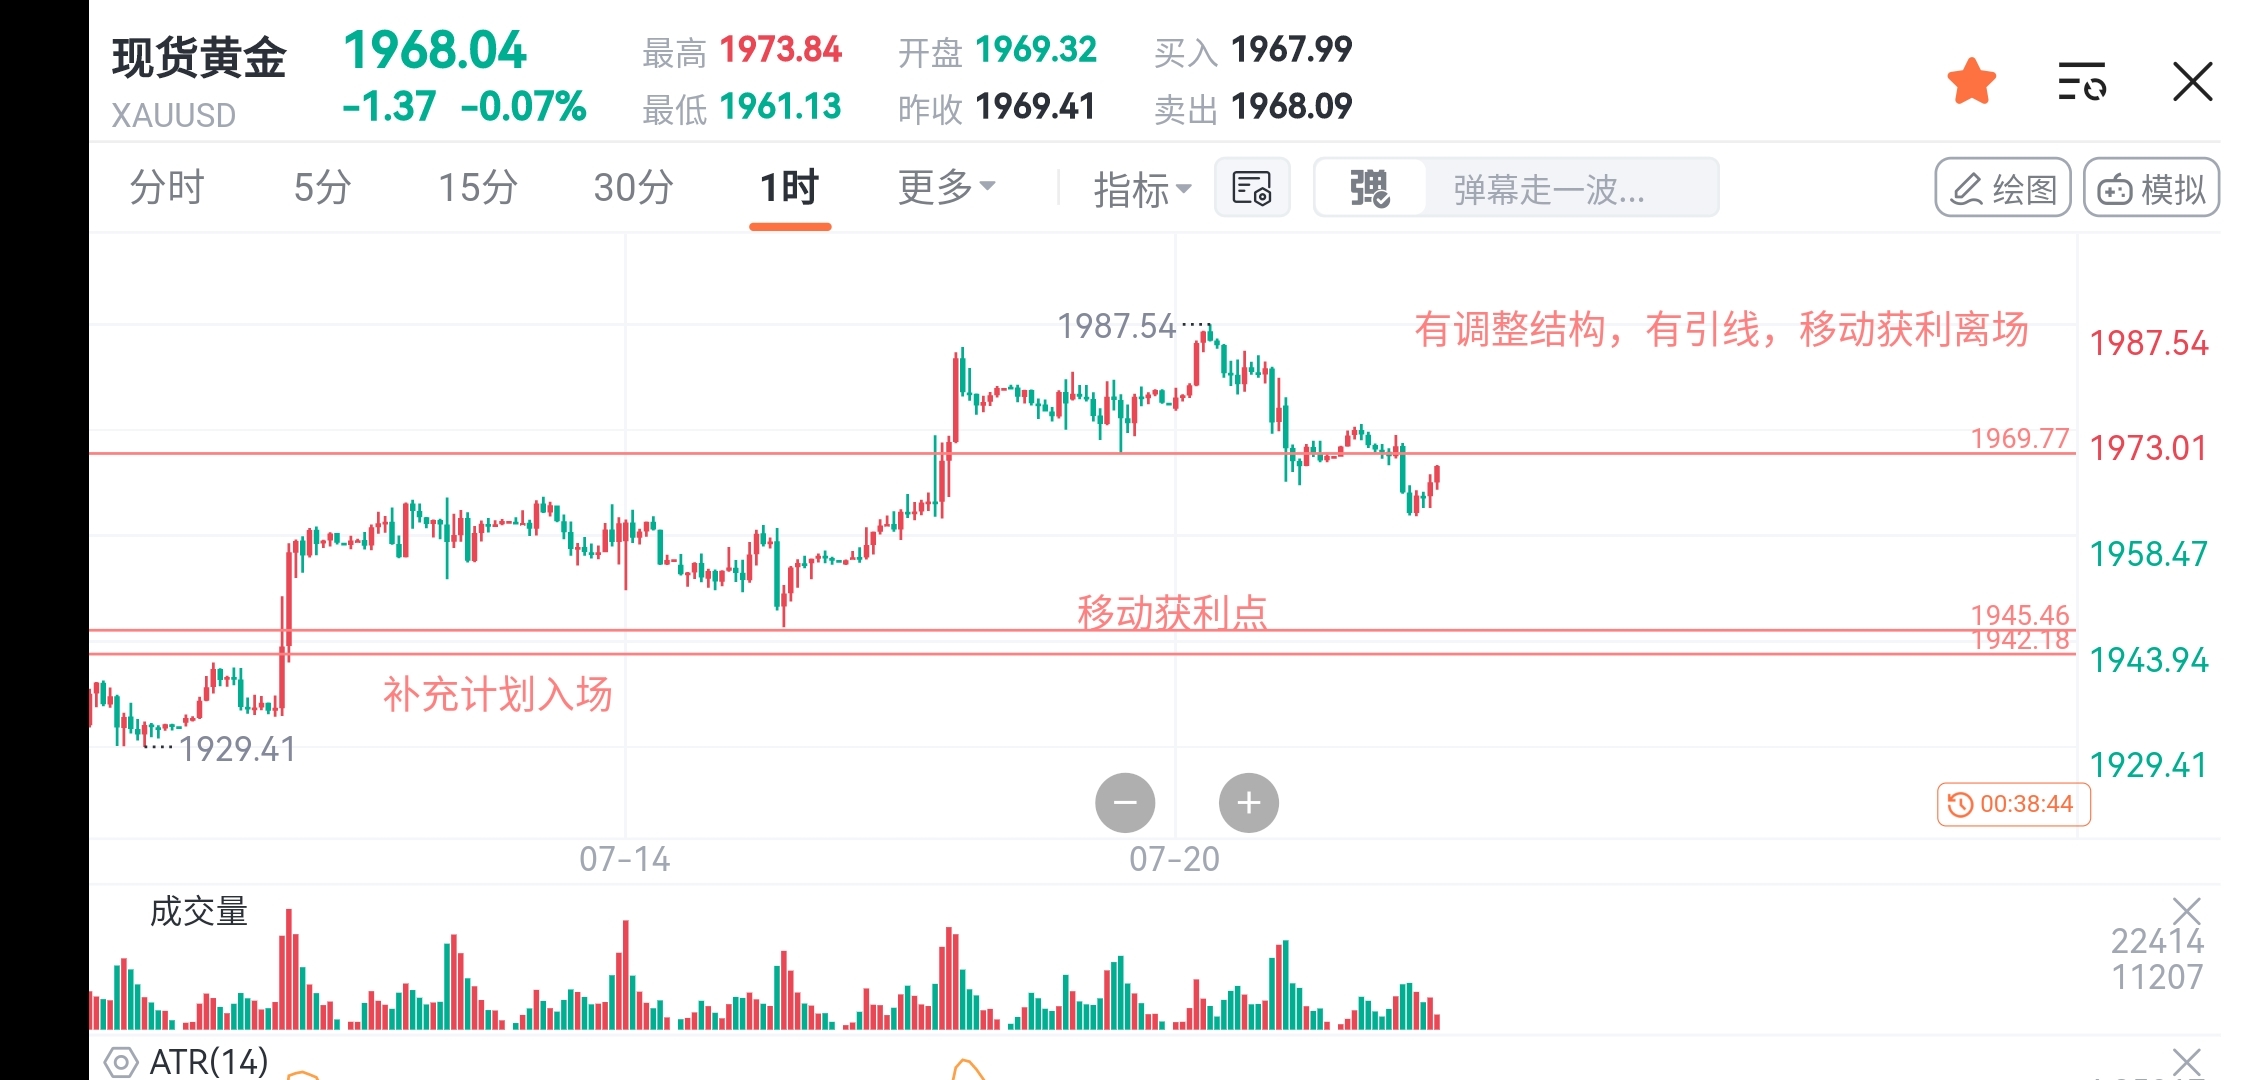 现货黄金 1968.04 最高 1973.84 开盘 1969.32 买入 1967.99
XAUUSD -1.37 -0.07% 最低 1961.13 昨收 1969.41 卖出 1968.09
分时 5分 15分 30分 1时 更多 指标 弹 弹幕走一波... 绘图 模拟
1987.54 有调整结构，有引线，移动获利离场
1987.54
1969.77
1973.01
1958.47
移动获利点 1945.46
1942.18
1943.94
补充计划入场
1929.41
1929.41
00:38:44
07-14 07-20
成交量
22414
11207
ATR(14)